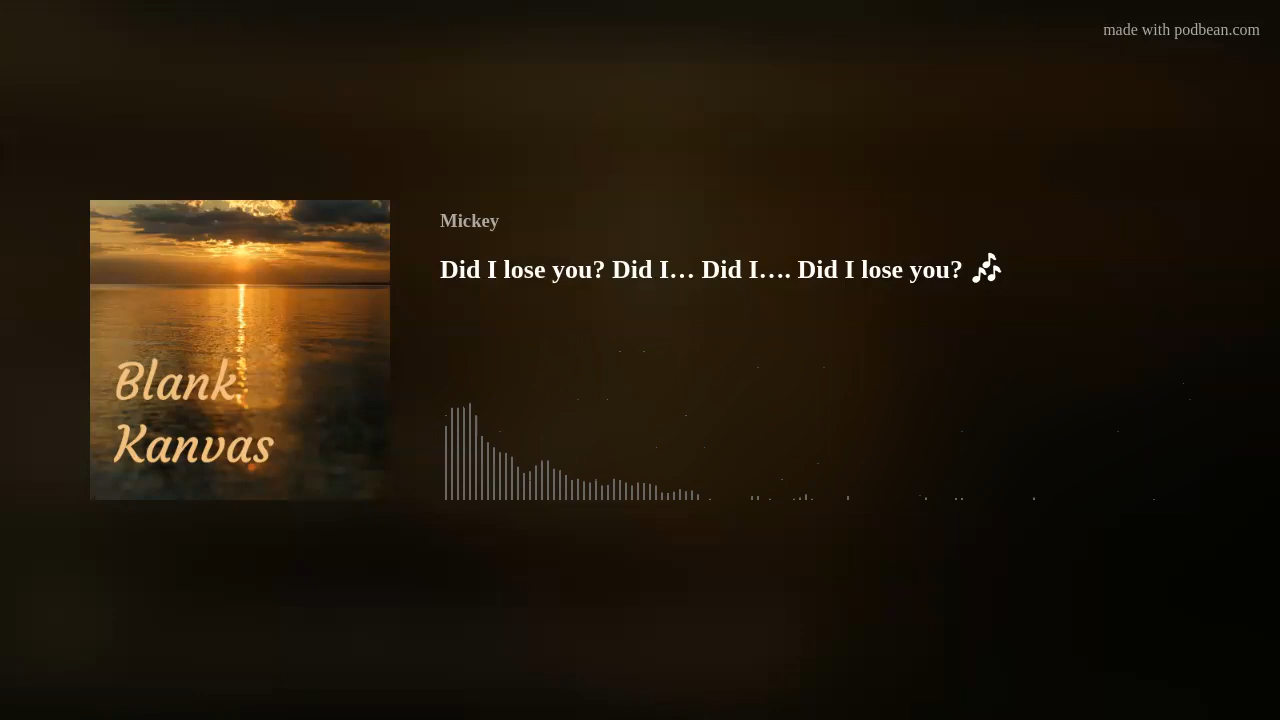 made with podbean.com
Mickey
Did I lose you? Did I… Did I…. Did I lose you? 🎶
Blank
Kanvas